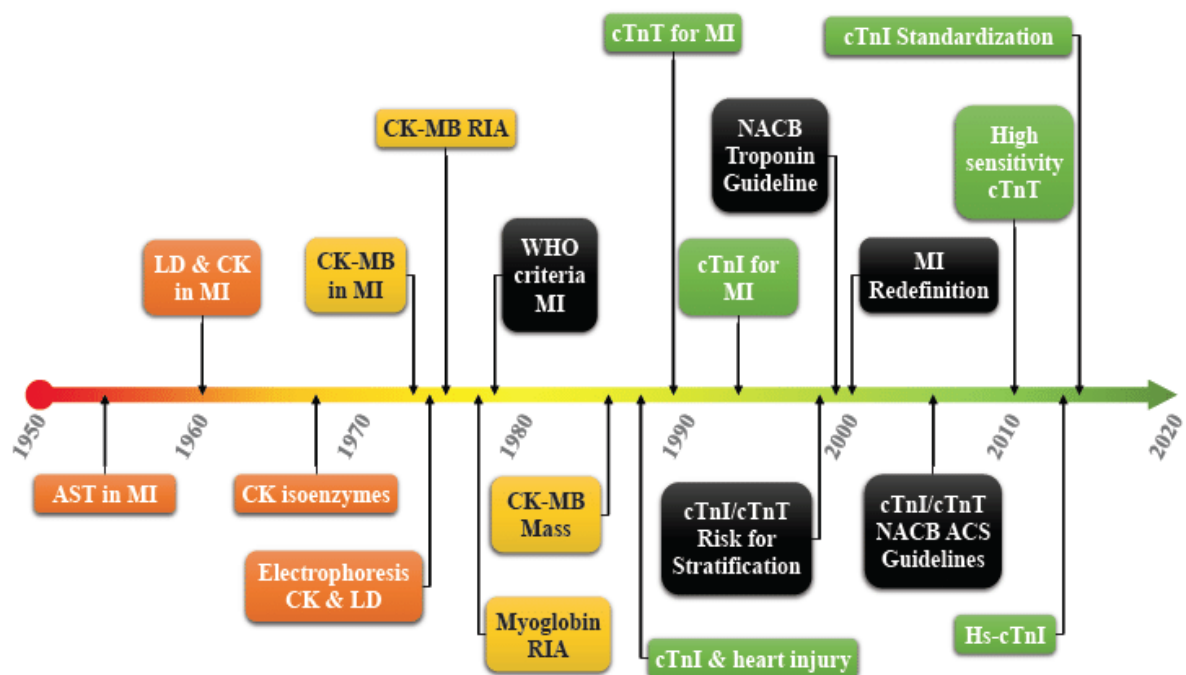 cTnT for MI
cTnI Standardization
CK-MB RIA
NACB
Troponin
Guideline
High
sensitivity
cTnT
LD & CK
in MI
CK-MB
in MI
WHO
criteria
MI
cTnI for
MI
MI
Redefinition
1950
1960
1970
1980
1990
2000
2010
2020
AST in MI
CK isoenzymes
CK-MB
Mass
cTnI/cTnT
Risk for
Stratification
cTnI/cTnT
NACB ACS
Guidelines
Electrophoresis
CK & LD
Myoglobin
RIA
cTnI & heart injury
Hs-cTnI